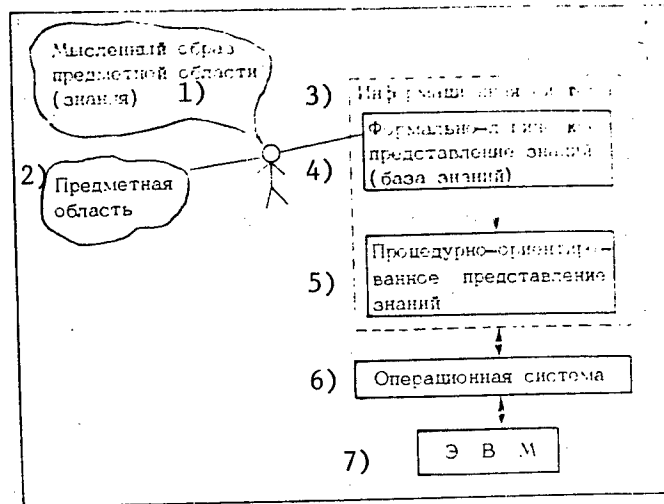 Мысленный образ
предметной области
(знания) 1)
2) Предметная
область
3)
Формально-
4) представление знаний
(база знаний)
Процедурно-ориентиро-
ванное представление
5) знаний
6) Операционная система
7) Э В М